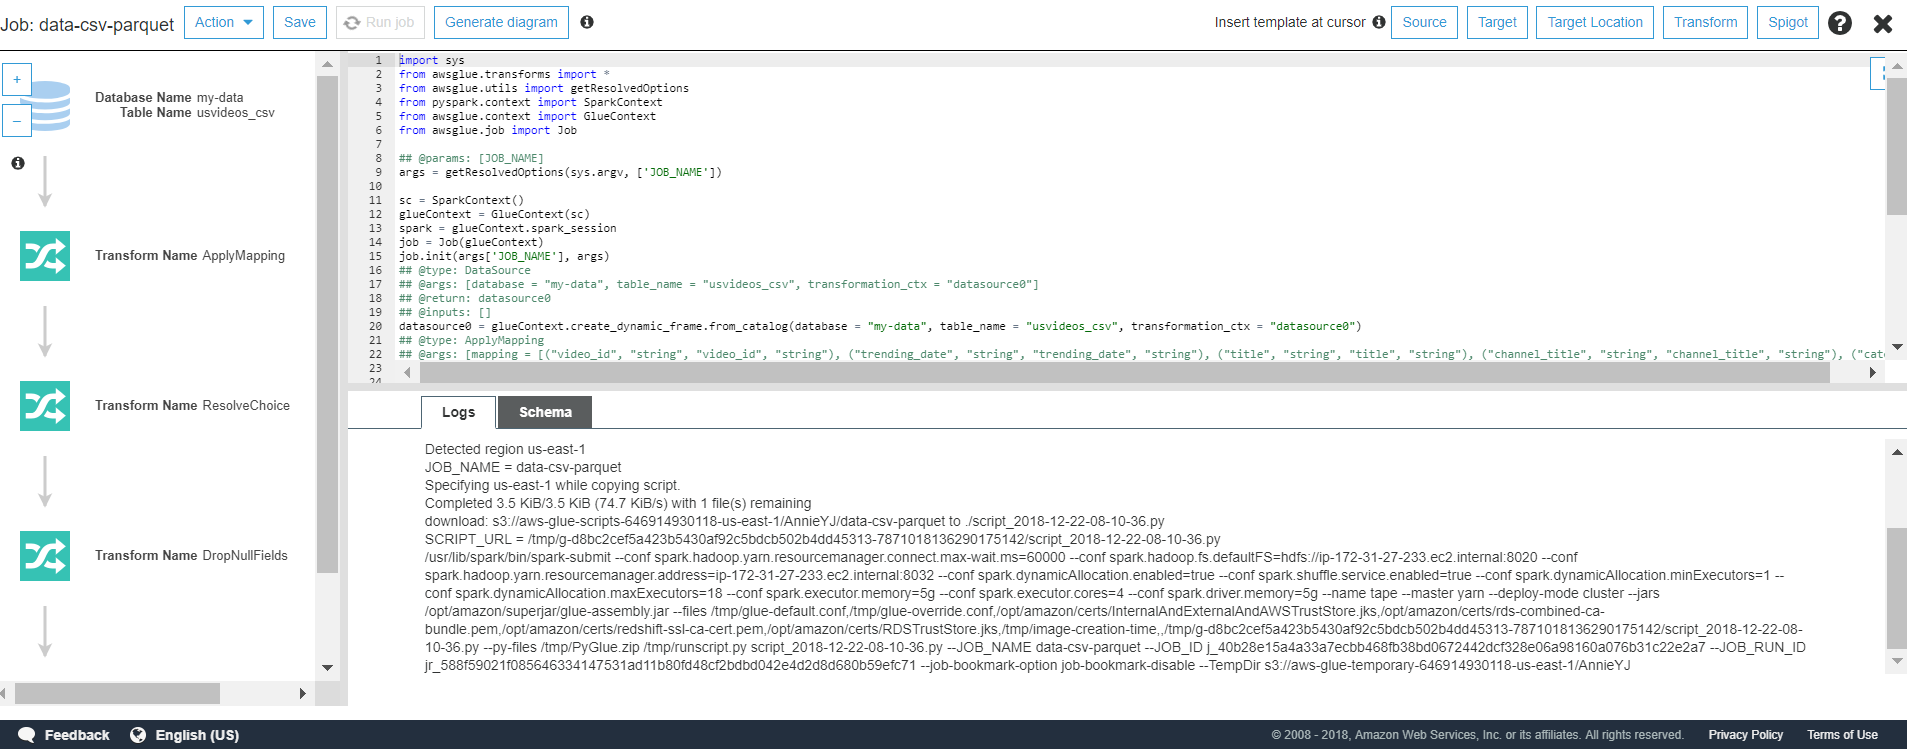 Job: data-csv-parquet Action Save Run job Generate diagram Insert template at cursor Source Target Target Location Transform Spigot
+
Database Name my-data
Table Name usvideos_csv
−
Transform Name ApplyMapping
Transform Name ResolveChoice
Transform Name DropNullFields
1 import sys
2 from awsglue.transforms import *
3 from awsglue.utils import getResolvedOptions
4 from pyspark.context import SparkContext
5 from awsglue.context import GlueContext
6 from awsglue.job import Job
7
8 ## @params: [JOB_NAME]
9 args = getResolvedOptions(sys.argv, ['JOB_NAME'])
10
11 sc = SparkContext()
12 glueContext = GlueContext(sc)
13 spark = glueContext.spark_session
14 job = Job(glueContext)
15 job.init(args['JOB_NAME'], args)
16 ## @type: DataSource
17 ## @args: [database = "my-data", table_name = "usvideos_csv", transformation_ctx = "datasource0"]
18 ## @return: datasource0
19 ## @inputs: []
20 datasource0 = glueContext.create_dynamic_frame.from_catalog(database = "my-data", table_name = "usvideos_csv", transformation_ctx = "datasource0")
21 ## @type: ApplyMapping
22 ## @args: [mapping = [("video_id", "string", "video_id", "string"), ("trending_date", "string", "trending_date", "string"), ("title", "string", "title", "string"), ("channel_title", "string", "channel_title", "string"), ("cat
23
24
Logs Schema
Detected region us-east-1
JOB_NAME = data-csv-parquet
Specifying us-east-1 while copying script.
Completed 3.5 KiB/3.5 KiB (74.7 KiB/s) with 1 file(s) remaining
download: s3://aws-glue-scripts-646914930118-us-east-1/AnnieYJ/data-csv-parquet to ./script_2018-12-22-08-10-36.py
SCRIPT_URL = /tmp/g-d8bc2cef5a423b5430af92c5bdcb502b4dd45313-7871018136290175142/script_2018-12-22-08-10-36.py
/usr/lib/spark/bin/spark-submit --conf spark.hadoop.yarn.resourcemanager.connect.max-wait.ms=60000 --conf spark.hadoop.fs.defaultFS=hdfs://ip-172-31-27-233.ec2.internal:8020 --conf
spark.hadoop.yarn.resourcemanager.address=ip-172-31-27-233.ec2.internal:8032 --conf spark.dynamicAllocation.enabled=true --conf spark.shuffle.service.enabled=true --conf spark.dynamicAllocation.minExecutors=1 --
conf spark.dynamicAllocation.maxExecutors=18 --conf spark.executor.memory=5g --conf spark.executor.cores=4 --conf spark.driver.memory=5g --name tape --master yarn --deploy-mode cluster --jars
/opt/amazon/superjar/glue-assembly.jar --files /tmp/glue-default.conf,/tmp/glue-override.conf,/opt/amazon/certs/InternalAndExternalAndAWSTrustStore.jks,/opt/amazon/certs/rds-combined-ca-
bundle.pem,/opt/amazon/certs/redshift-ssl-ca-cert.pem,/opt/amazon/certs/RDSTrustStore.jks,/tmp/image-creation-time,,/tmp/g-d8bc2cef5a423b5430af92c5bdcb502b4dd45313-7871018136290175142/script_2018-12-22-08-
10-36.py --py-files /tmp/PyGlue.zip /tmp/runscript.py script_2018-12-22-08-10-36.py --JOB_NAME data-csv-parquet --JOB_ID j_40b28e15a4a33a7ecbb468fb38bd0672442dcf328e06a98160a076b31c22e2a7 --JOB_RUN_ID
jr_588f59021f085646334147531ad11b80fd48cf2bdbd042e4d2d8d680b59efc71 --job-bookmark-option job-bookmark-disable --TempDir s3://aws-glue-temporary-646914930118-us-east-1/AnnieYJ
Feedback English (US) © 2008 - 2018, Amazon Web Services, Inc. or its affiliates. All rights reserved. Privacy Policy Terms of Use